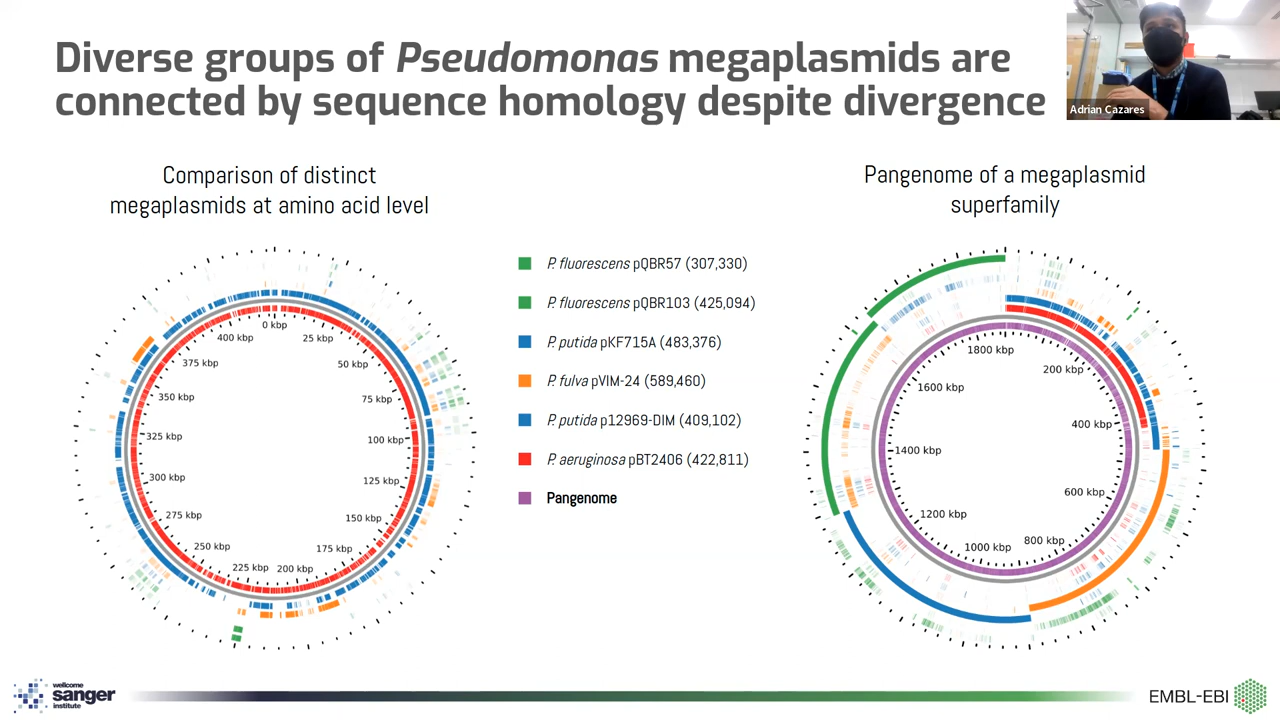 Diverse groups of Pseudomonas megaplasmids are
connected by sequence homology despite divergence
Adrian Cazares
Comparison of distinct
megaplasmids at amino acid level
0 kbp
25 kbp
50 kbp
75 kbp
100 kbp
125 kbp
150 kbp
175 kbp
200 kbp
225 kbp
250 kbp
275 kbp
300 kbp
325 kbp
350 kbp
375 kbp
400 kbp
P. fluorescens pQBR57 (307,330)
P. fluorescens pQBR103 (425,094)
P. putida pKF715A (483,376)
P. fulva pVIM-24 (589,460)
P. putida p12969-DIM (409,102)
P. aeruginosa pBT2406 (422,811)
Pangenome
Pangenome of a megaplasmid
superfamily
200 kbp
400 kbp
600 kbp
800 kbp
1000 kbp
1200 kbp
1400 kbp
1600 kbp
1800 kbp
wellcome
sanger
institute
EMBL-EBI